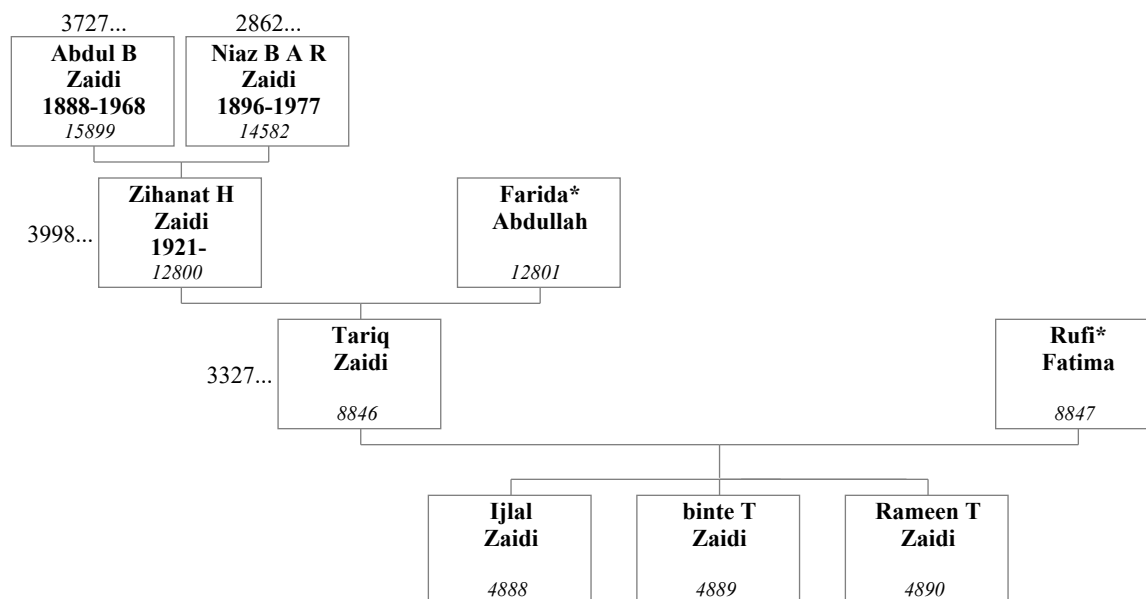 3727...
2862...
Abdul B
Zaidi
1888-1968
15899
Niaz B A R
Zaidi
1896-1977
14582
3998...
Zihanat H
Zaidi
1921-
12800
Farida*
Abdullah
12801
3327...
Tariq
Zaidi
8846
Rufi*
Fatima
8847
Ijlal
Zaidi
4888
binte T
Zaidi
4889
Rameen T
Zaidi
4890